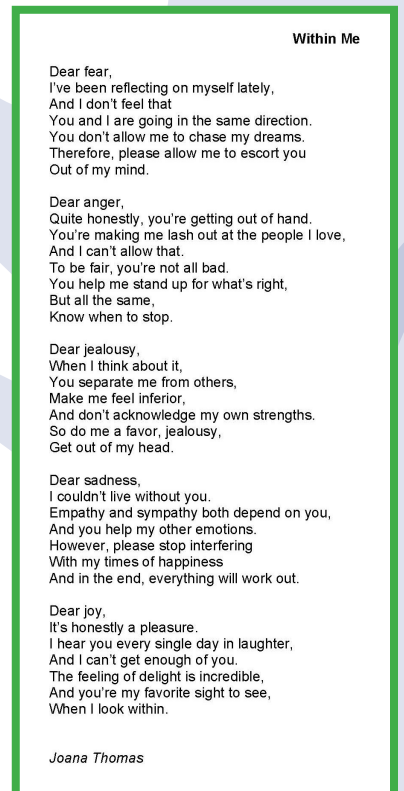 Within Me
Dear fear,
I've been reflecting on myself lately,
And I don't feel that
You and I are going in the same direction.
You don't allow me to chase my dreams.
Therefore, please allow me to escort you
Out of my mind.
Dear anger,
Quite honestly, you're getting out of hand.
You're making me lash out at the people I love,
And I can't allow that.
To be fair, you're not all bad.
You help me stand up for what's right,
But all the same,
Know when to stop.
Dear jealousy,
When I think about it,
You separate me from others,
Make me feel inferior,
And don't acknowledge my own strengths.
So do me a favor, jealousy,
Get out of my head.
Dear sadness,
I couldn't live without you.
Empathy and sympathy both depend on you,
And you help my other emotions.
However, please stop interfering
With my times of happiness
And in the end, everything will work out.
Dear joy,
It's honestly a pleasure.
I hear you every single day in laughter,
And I can't get enough of you.
The feeling of delight is incredible,
And you're my favorite sight to see,
When I look within.
Joana Thomas